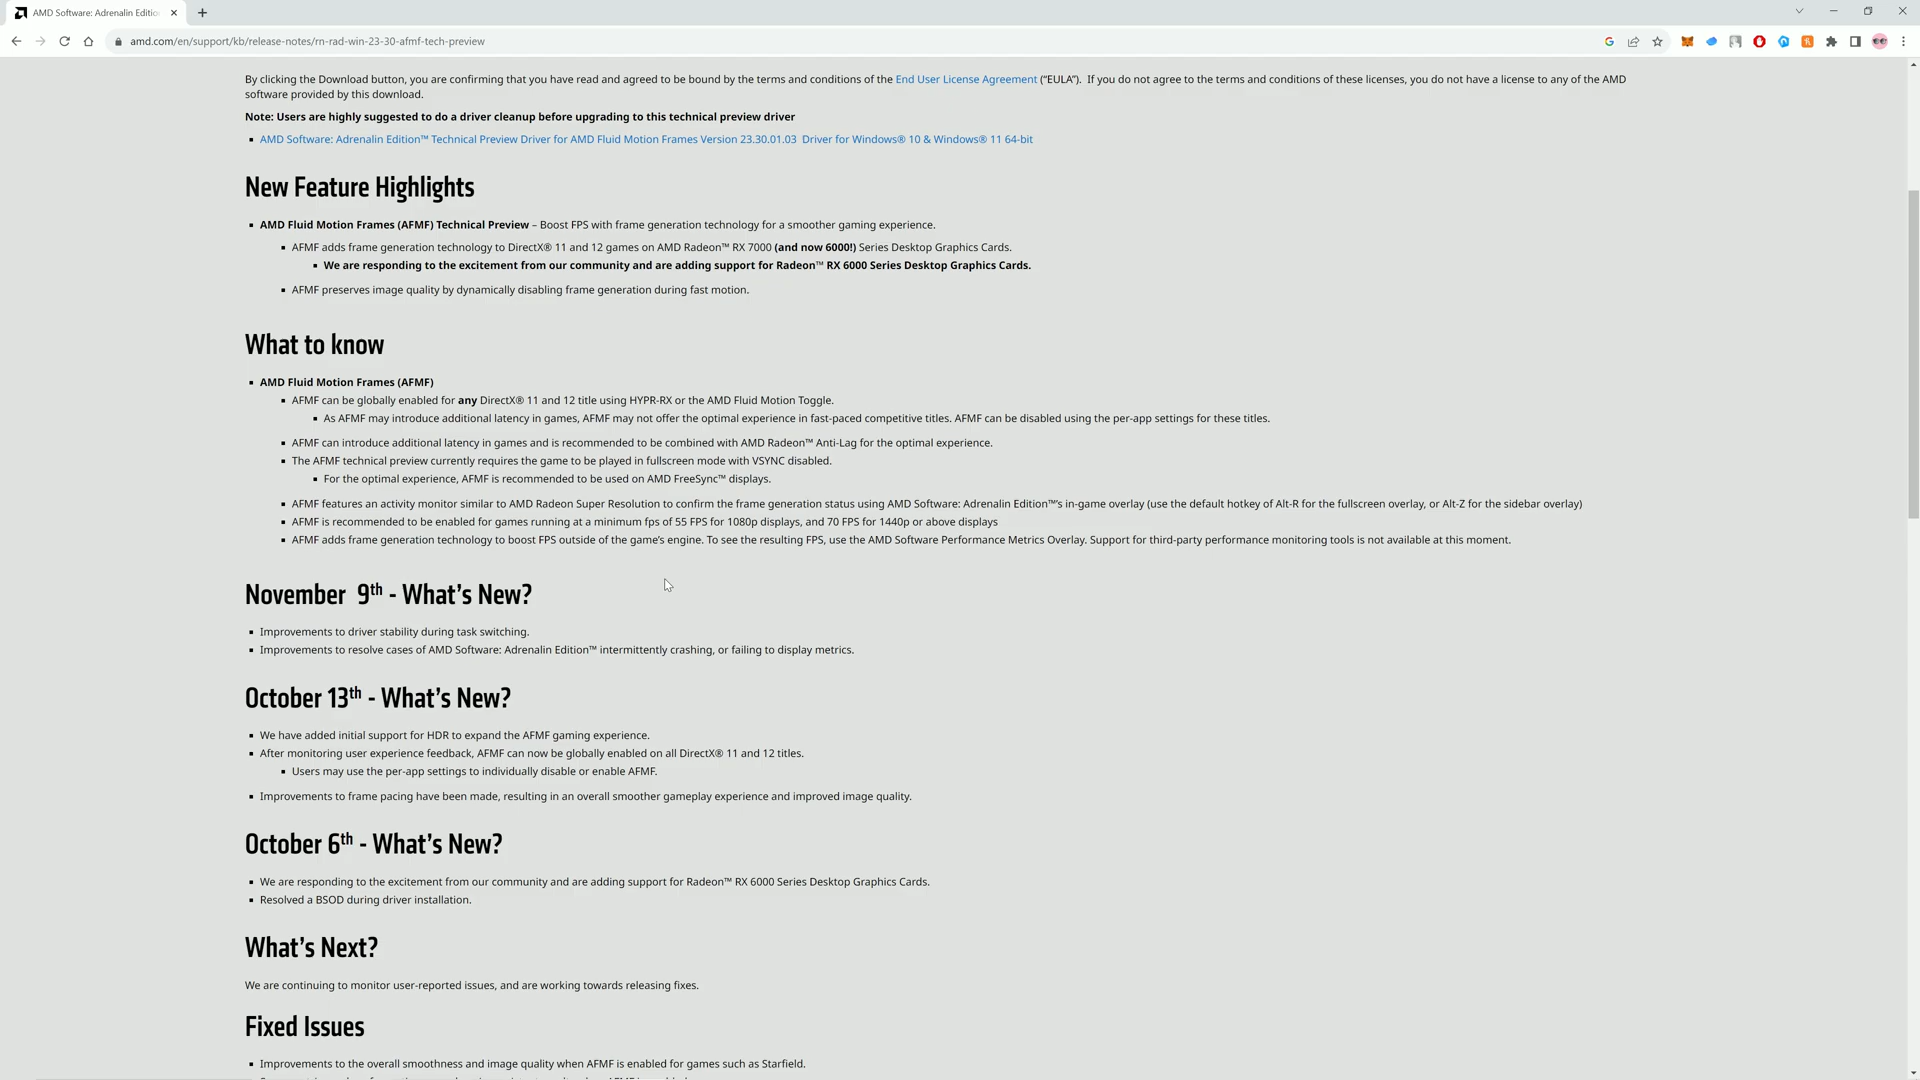 AMD Software: Adrenalin Editio
amd.com/en/support/kb/release-notes/rn-rad-win-23-30-afmf-tech-preview
By clicking the Download button, you are confirming that you have read and agreed to be bound by the terms and conditions of the End User License Agreement (“EULA”).  If you do not agree to the terms and conditions of these licenses, you do not have a license to any of the AMD
software provided by this download.
Note: Users are highly suggested to do a driver cleanup before upgrading to this technical preview driver
AMD Software: Adrenalin Edition™ Technical Preview Driver for AMD Fluid Motion Frames Version 23.30.01.03  Driver for Windows® 10 & Windows® 11 64-bit
New Feature Highlights
AMD Fluid Motion Frames (AFMF) Technical Preview – Boost FPS with frame generation technology for a smoother gaming experience.
AFMF adds frame generation technology to DirectX® 11 and 12 games on AMD Radeon™ RX 7000 (and now 6000!) Series Desktop Graphics Cards.
We are responding to the excitement from our community and are adding support for Radeon™ RX 6000 Series Desktop Graphics Cards.
AFMF preserves image quality by dynamically disabling frame generation during fast motion.
What to know
AMD Fluid Motion Frames (AFMF)
AFMF can be globally enabled for any DirectX® 11 and 12 title using HYPR-RX or the AMD Fluid Motion Toggle.
As AFMF may introduce additional latency in games, AFMF may not offer the optimal experience in fast-paced competitive titles. AFMF can be disabled using the per-app settings for these titles.
AFMF can introduce additional latency in games and is recommended to be combined with AMD Radeon™ Anti-Lag for the optimal experience.
The AFMF technical preview currently requires the game to be played in fullscreen mode with VSYNC disabled.
For the optimal experience, AFMF is recommended to be used on AMD FreeSync™ displays.
AFMF features an activity monitor similar to AMD Radeon Super Resolution to confirm the frame generation status using AMD Software: Adrenalin Edition™’s in-game overlay (use the default hotkey of Alt-R for the fullscreen overlay, or Alt-Z for the sidebar overlay)
AFMF is recommended to be enabled for games running at a minimum fps of 55 FPS for 1080p displays, and 70 FPS for 1440p or above displays
AFMF adds frame generation technology to boost FPS outside of the game’s engine. To see the resulting FPS, use the AMD Software Performance Metrics Overlay. Support for third-party performance monitoring tools is not available at this moment.
November  9th - What’s New?
Improvements to driver stability during task switching.
Improvements to resolve cases of AMD Software: Adrenalin Edition™ intermittently crashing, or failing to display metrics.
October 13th - What’s New?
We have added initial support for HDR to expand the AFMF gaming experience.
After monitoring user experience feedback, AFMF can now be globally enabled on all DirectX® 11 and 12 titles.
Users may use the per-app settings to individually disable or enable AFMF.
Improvements to frame pacing have been made, resulting in an overall smoother gameplay experience and improved image quality.
October 6th - What’s New?
We are responding to the excitement from our community and are adding support for Radeon™ RX 6000 Series Desktop Graphics Cards.
Resolved a BSOD during driver installation.
What’s Next?
We are continuing to monitor user-reported issues, and are working towards releasing fixes.
Fixed Issues
Improvements to the overall smoothness and image quality when AFMF is enabled for games such as Starfield.